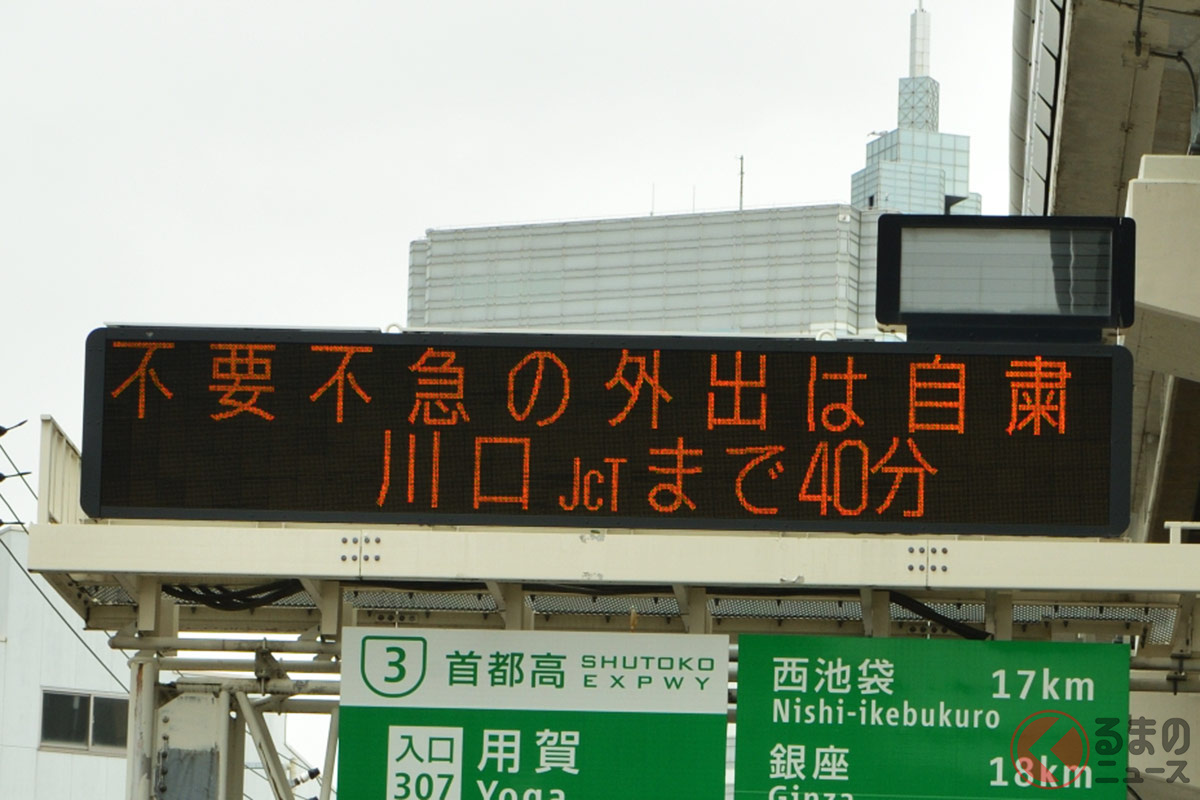 不要不急の外出は自粛
川口JCTまで40分
3 首都高 SHUTOKO EXPWY
入口 307 用賀 Yoga
西池袋 17km
Nishi-ikebukuro
銀座 18km
Ginza
くるまのニュース